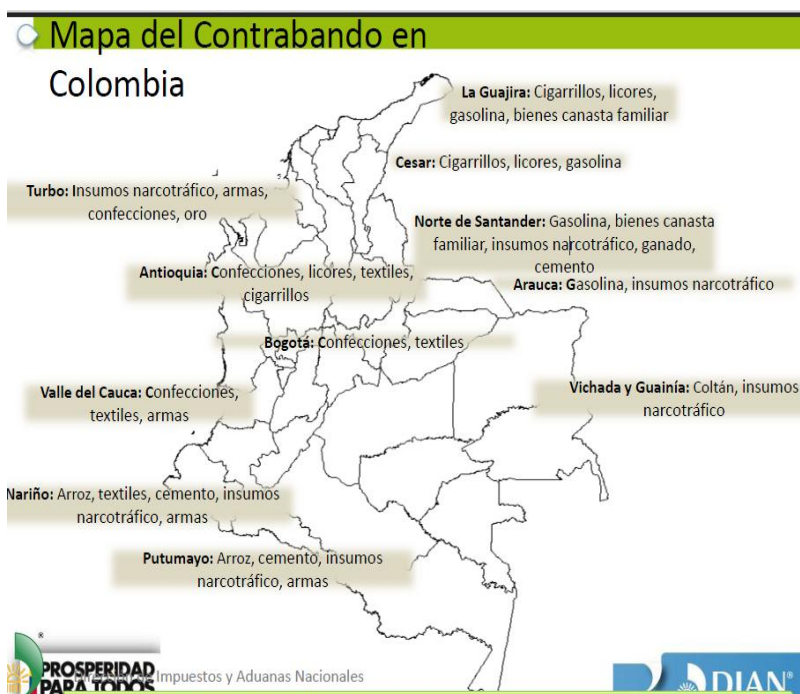 Mapa del Contrabando en
Colombia
La Guajira: Cigarrillos, licores,
gasolina, bienes canasta familiar
Cesar: Cigarrillos, licores, gasolina
Turbo: Insumos narcotráfico, armas,
confecciones, oro
Norte de Santander: Gasolina, bienes canasta
familiar, insumos narcotráfico, ganado,
cemento
Antioquia: Confecciones, licores, textiles,
cigarrillos
Arauca: Gasolina, insumos narcotráfico
Bogotá: Confecciones, textiles
Valle del Cauca: Confecciones,
textiles, armas
Vichada y Guainía: Coltán, insumos
narcotráfico
Nariño: Arroz, textiles, cemento, insumos
narcotráfico, armas
Putumayo: Arroz, cemento, insumos
narcotráfico, armas
®
PROSPERIDAD
PARA TODOS
Impuestos y Aduanas Nacionales
DIAN®